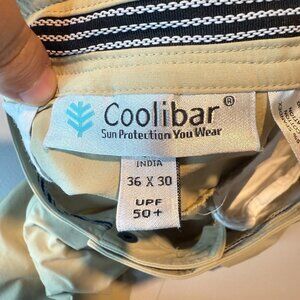 Coolibar®
Sun Protection You Wear
INDIA
36 X 30
UPF
50+